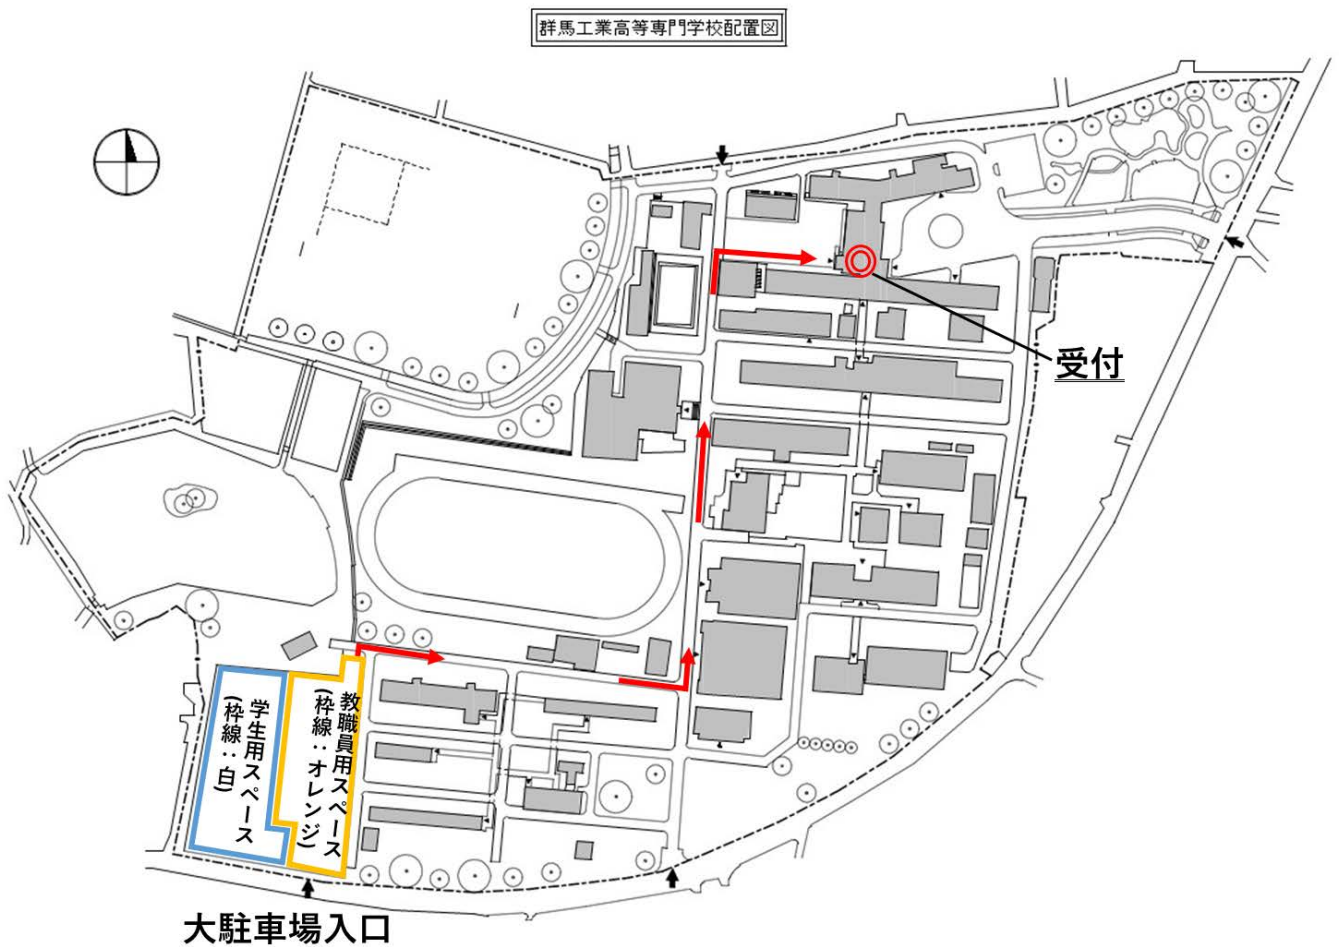 群馬工業高等専門学校配置図
受付
教職員用スペース
(枠線：オレンジ)
学生用スペース
(枠線：白)
大駐車場入口